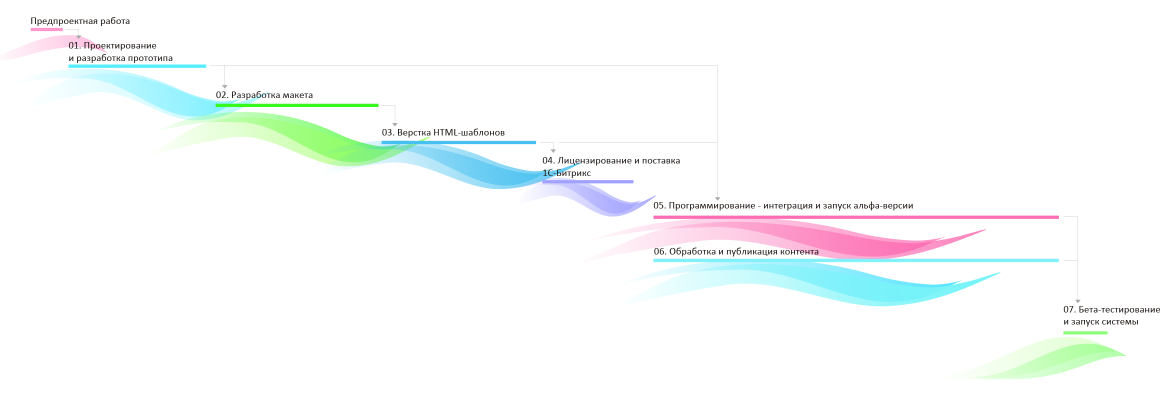 Предпроектная работа
01. Проектирование
и разработка прототипа
02. Разработка макета
03. Верстка HTML-шаблонов
04. Лицензирование и поставка
1С-Битрикс
05. Программирование - интеграция и запуск альфа-версии
06. Обработка и публикация контента
07. Бета-тестирование
и запуск системы